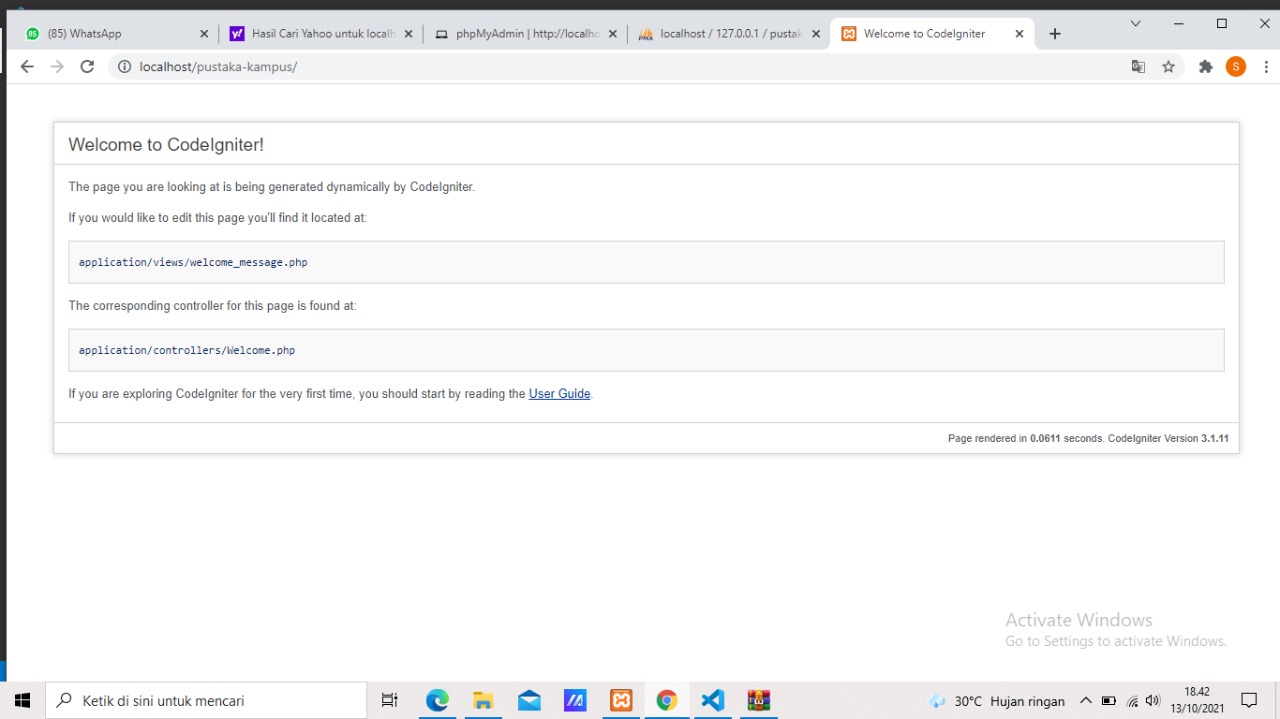 (85) WhatsApp
Hasil Cari Yahoo untuk localh
phpMyAdmin | http://localho
localhost / 127.0.0.1 / pustak
Welcome to CodeIgniter
localhost/pustaka-kampus/
S
Welcome to CodeIgniter!
The page you are looking at is being generated dynamically by CodeIgniter.
If you would like to edit this page you'll find it located at:
application/views/welcome_message.php
The corresponding controller for this page is found at:
application/controllers/Welcome.php
If you are exploring CodeIgniter for the very first time, you should start by reading the User Guide.
Page rendered in 0.0611 seconds. CodeIgniter Version 3.1.11
Activate Windows
Go to Settings to activate Windows.
Ketik di sini untuk mencari
30°C Hujan ringan
18.42
13/10/2021